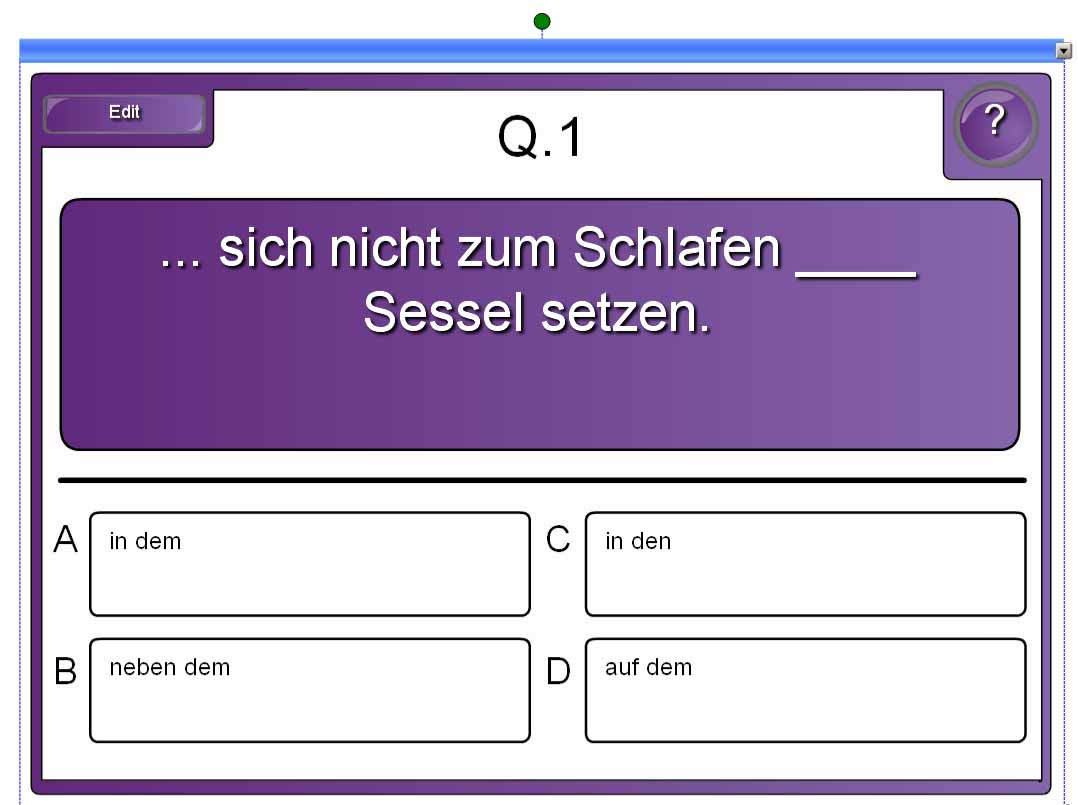 Edit
?
Q.1
... sich nicht zum Schlafen ____
Sessel setzen.
A in dem
C in den
B neben dem
D auf dem